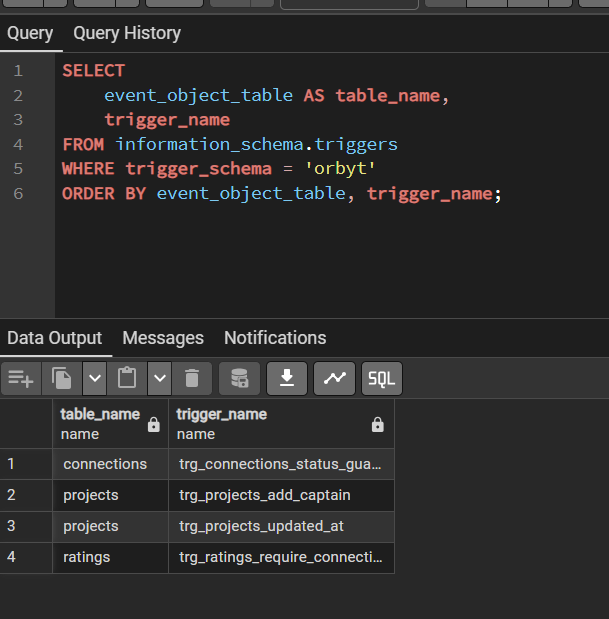 Query Query History
1 SELECT
2 event_object_table AS table_name,
3 trigger_name
4 FROM information_schema.triggers
5 WHERE trigger_schema = 'orbyt'
6 ORDER BY event_object_table, trigger_name;
Data Output Messages Notifications
SQL
table_name trigger_name
name name
1 connections trg_connections_status_gua…
2 projects trg_projects_add_captain
3 projects trg_projects_updated_at
4 ratings trg_ratings_require_connecti…